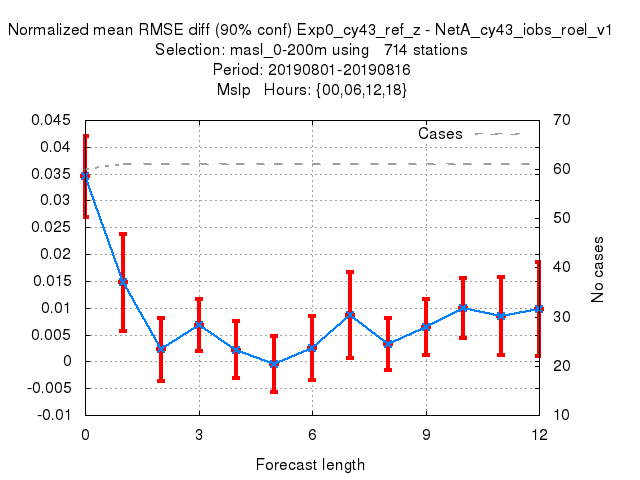 Normalized mean RMSE diff (90% conf) Exp0_cy43_ref_z - NetA_cy43_iobs_roel_v1
Selection: masl_0-200m using 714 stations
Period: 20190801-20190816
Mslp Hours: {00,06,12,18}
Cases
0.045
0.04
0.035
0.03
0.025
0.02
0.015
0.01
0.005
0
-0.005
-0.01
70
60
50
40
30
20
10
No cases
0 3 6 9 12
Forecast length